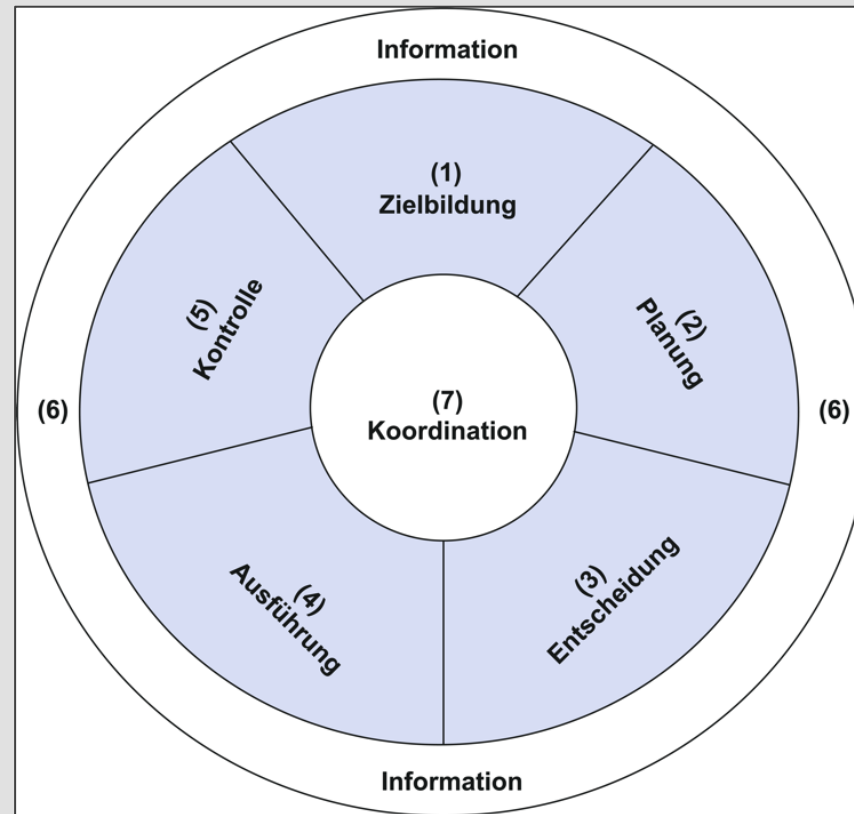 Information
(1)
Zielbildung
(2)
Planung
(3)
Entscheidung
(4)
Ausführung
(5)
Kontrolle
(6)
(6)
(7)
Koordination
Information